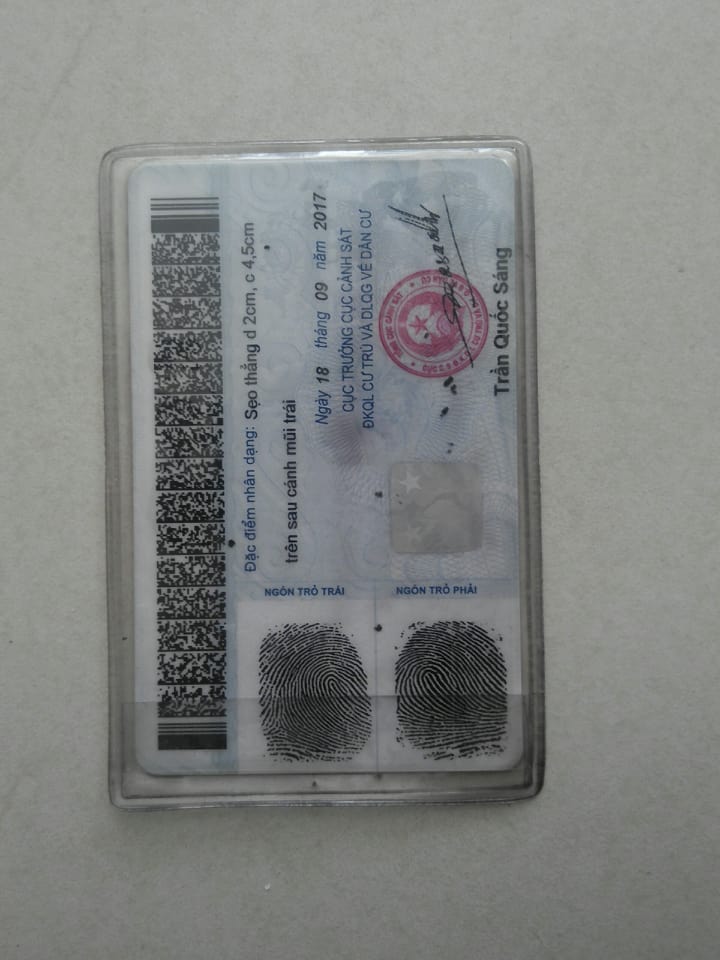 Đặc điểm nhân dạng: Sẹo thẳng d 2cm, c 4,5cm
trên sau cánh mũi trái
Ngày 18 tháng 09 năm 2017
CỤC TRƯỞNG CỤC CẢNH SÁT
ĐKQL CƯ TRÚ VÀ DLQG VỀ DÂN CƯ
Trần Quốc Sáng
NGÓN TRỎ TRÁI
NGÓN TRỎ PHẢI